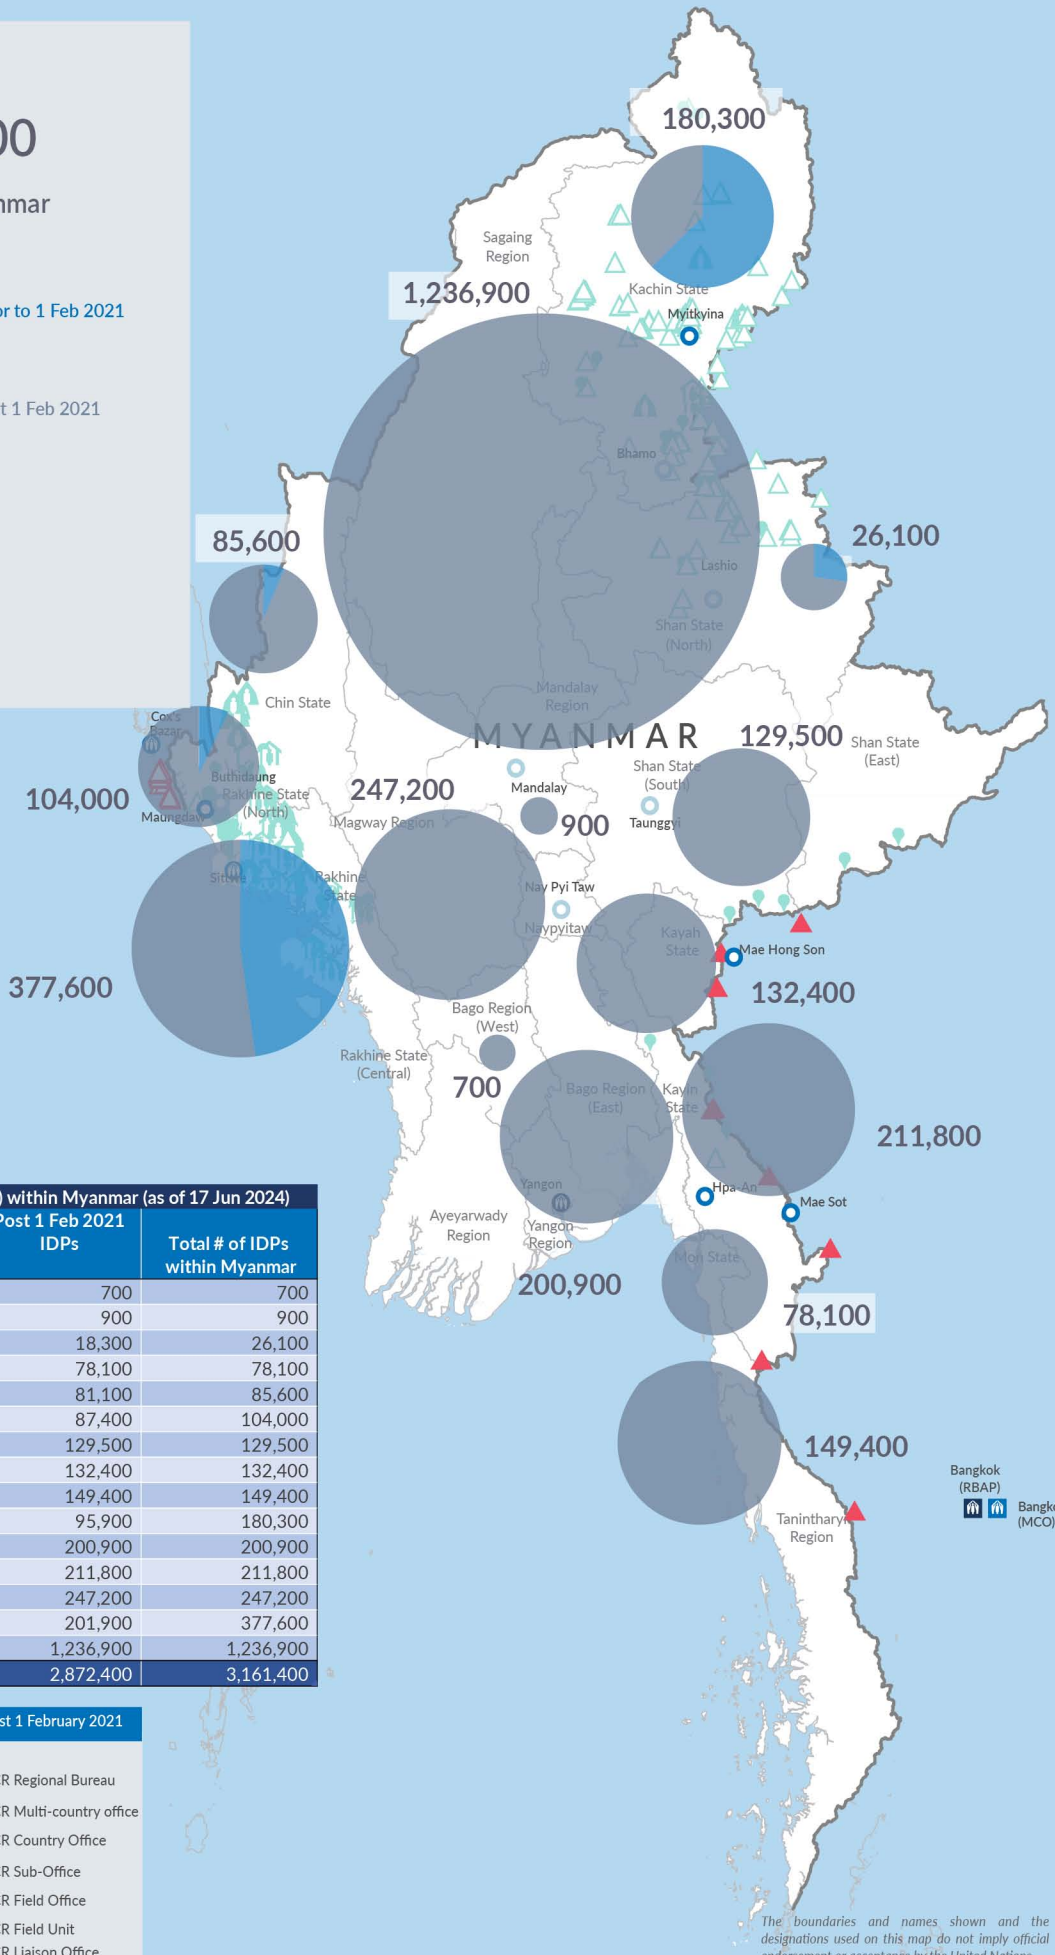 00
nmar
or to 1 Feb 2021
t 1 Feb 2021
180,300
Sagaing
Region
1,236,900
Kachin State
Myitkyina
Bhamo
85,600
26,100
Lashio
Shan State
(North)
Mandalay
Region
Chin State
Cox's
Bazar
MYANMAR
129,500
Shan State
(East)
Shan State
(South)
Buthidaung
247,200
Mandalay
104,000
Rakhine State
(North)
Maungdaw
Magway Region
900
Taunggyi
Sittwe
Rakhine
State
Nay Pyi Taw
Naypyitaw
Kayah
State
Mae Hong Son
377,600
132,400
Bago Region
(West)
Rakhine State
(Central)
700
Bago Region
(East)
Kayin
State
211,800
Yangon
Hpa-An
Mae Sot
Ayeyarwady
Region
Yangon
Region
Mon State
200,900
78,100
149,400
Bangkok
(RBAP)
Bangko
(MCO)
Tanintharyi
Region
) within Myanmar (as of 17 Jun 2024)
Post 1 Feb 2021
IDPs
Total # of IDPs
within Myanmar
700 700
900 900
18,300 26,100
78,100 78,100
81,100 85,600
87,400 104,000
129,500 129,500
132,400 132,400
149,400 149,400
95,900 180,300
200,900 200,900
211,800 211,800
247,200 247,200
201,900 377,600
1,236,900 1,236,900
2,872,400 3,161,400
st 1 February 2021
R Regional Bureau
R Multi-country office
R Country Office
R Sub-Office
R Field Office
R Field Unit
R Liaison Office
The boundaries and names shown and the
designations used on this map do not imply official
endorsement or acceptance by the United Nations.